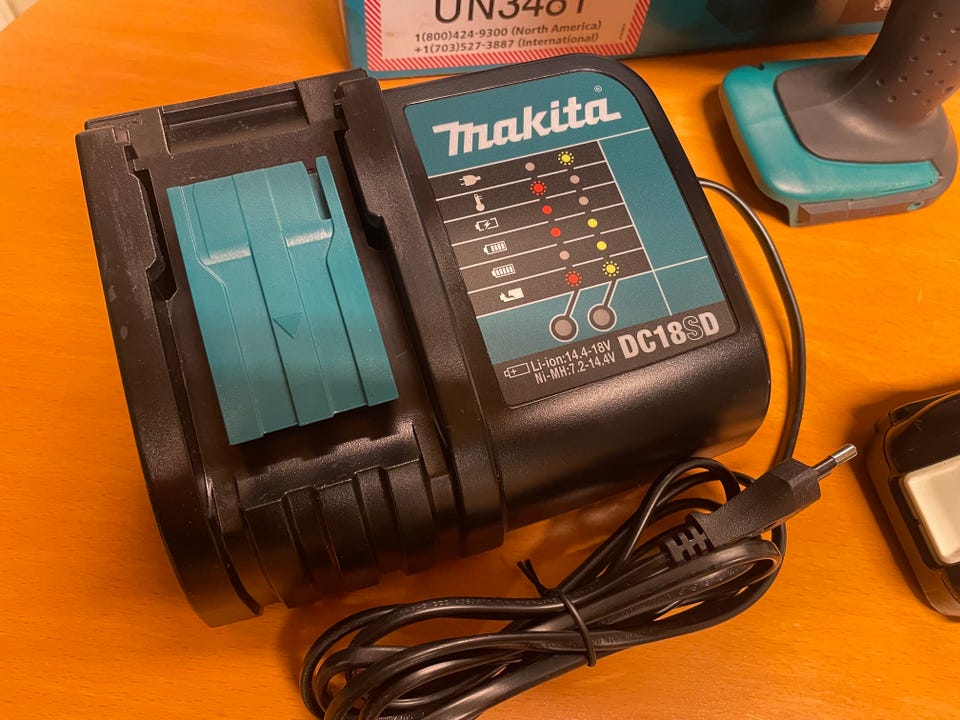 UN3481
1(800)424-9300 (North America)
+1(703)527-3887 (International)
makita®
Li-ion:14.4-18V
Ni-MH:7.2-14.4V
DC18SD